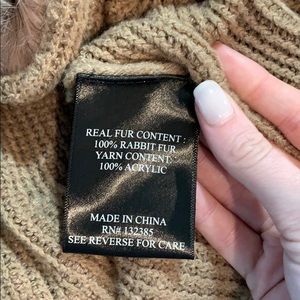 REAL FUR CONTENT :
100% RABBIT FUR
YARN CONTENT:
100% ACRYLIC
MADE IN CHINA
RN# 132385
SEE REVERSE FOR CARE